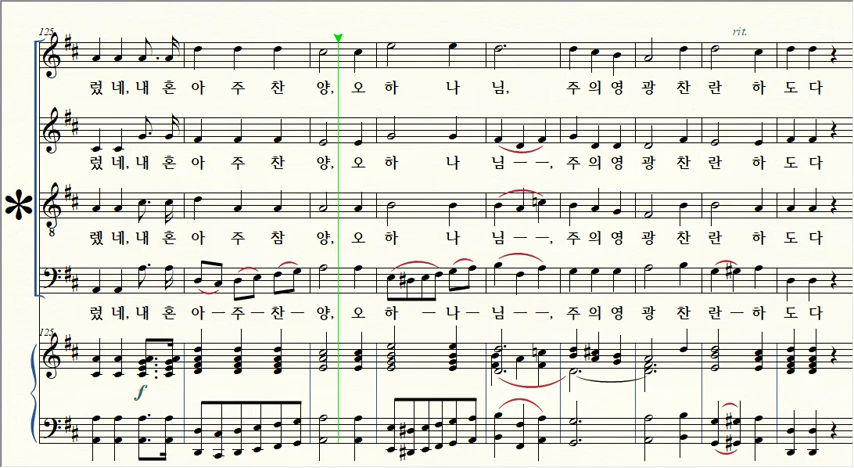 125
rit.
렀 네, 내 혼 아 주 찬 양, 오 하 나 님, 주 의 영 광 찬 란 하 도 다
렀 네, 내 혼 아 주 찬 양, 오 하 나 님 — —, 주 의 영 광 찬 란 하 도 다
8
렜 네, 내 혼 아 주 참 양, 오 하 나 님 — —, 주 의 영 광 찬 란 하 도 다
렀 네, 내 혼 아 — 주 — 찬 — 양, 오 하 — 나 — 님 — —, 주 의 영 광 찬 란 — 하 도 다
125
f